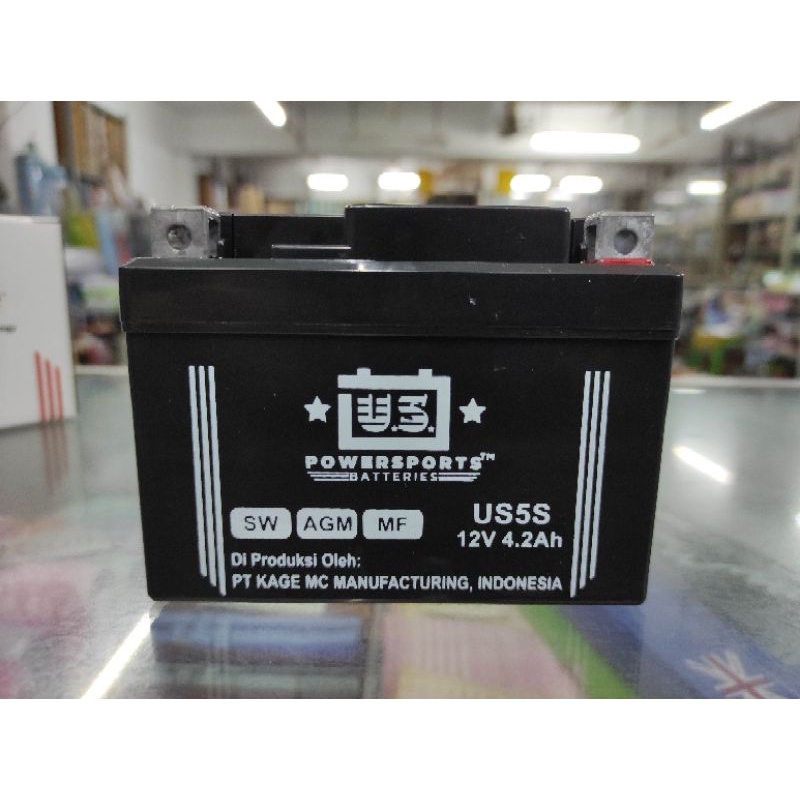 U.S.
POWERSPORTS™
BATTERIES
SW AGM MF
US5S
12V 4.2Ah
Di Produksi Oleh:
PT KAGE MC MANUFACTURING, INDONESIA